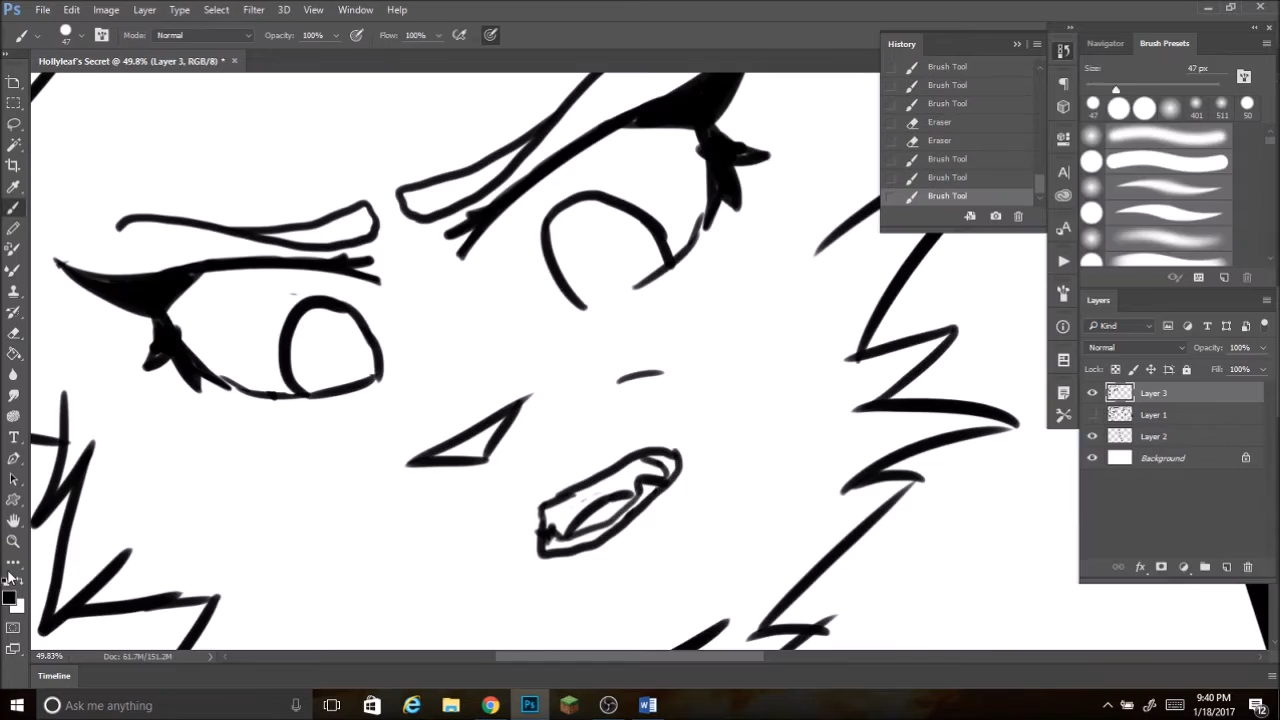 Ps File Edit Image Layer Type Select Filter 3D View Window Help
47 Mode: Normal Opacity: 100% Flow: 100%
Hollyleaf's Secret @ 49.8% (Layer 3, RGB/8) *
History
Brush Tool
Brush Tool
Brush Tool
Eraser
Eraser
Brush Tool
Brush Tool
Brush Tool
Navigator Brush Presets
Size: 47 px
47 401 511 50
Layers
Kind
Normal Opacity: 100%
Lock: Fill: 100%
Layer 3
Layer 1
Layer 2
Background
49.83% Doc: 61.7M/151.2M
Timeline
Ask me anything
9:40 PM
1/18/2017
12